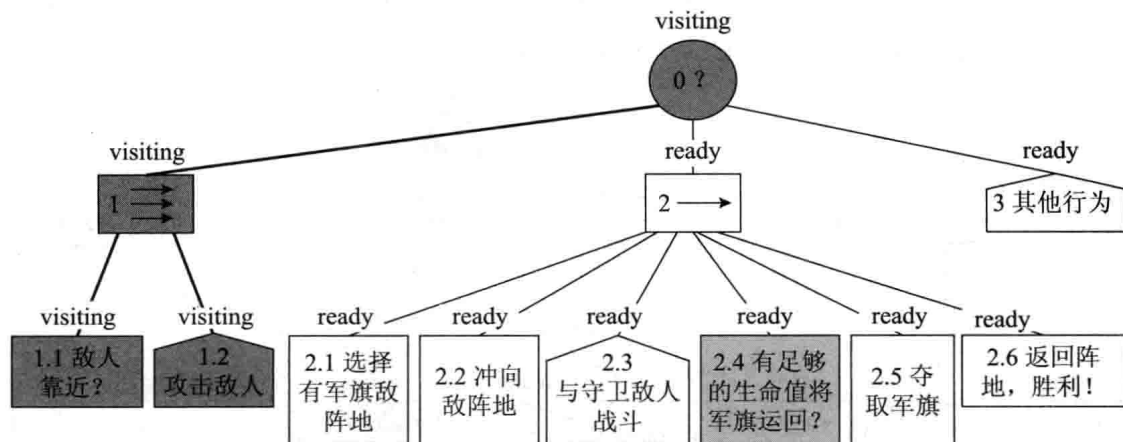 visiting
0 ?
visiting
ready
ready
1
2
3 其他行为
visiting
visiting
ready
ready
ready
ready
ready
ready
1.1 敌人
靠近？
1.2
攻击敌人
2.1 选择
有军旗敌
阵地
2.2 冲向
敌阵地
2.3
与守卫敌人
战斗
2.4 有足够
的生命值将
军旗运回？
2.5 夺
取军旗
2.6 返回阵
地，胜利！